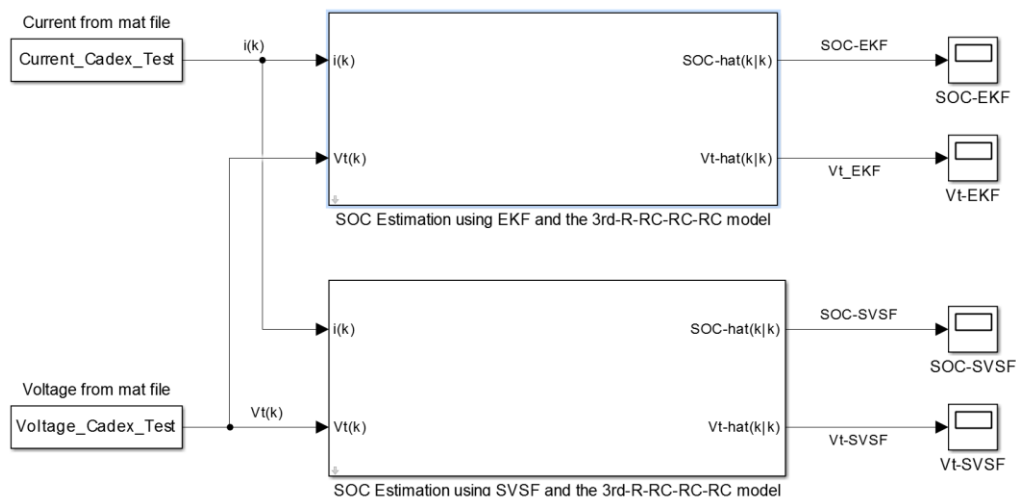 Current from mat file
Current_Cadex_Test
i(k)
i(k)
Vt(k)
SOC-hat(k|k)
Vt-hat(k|k)
SOC-EKF
SOC-EKF
Vt_EKF
Vt-EKF
SOC Estimation using EKF and the 3rd-R-RC-RC-RC model
Voltage from mat file
Voltage_Cadex_Test
Vt(k)
i(k)
Vt(k)
SOC-hat(k|k)
Vt-hat(k|k)
SOC-SVSF
SOC-SVSF
Vt-SVSF
Vt-SVSF
SOC Estimation using SVSF and the 3rd-R-RC-RC-RC model